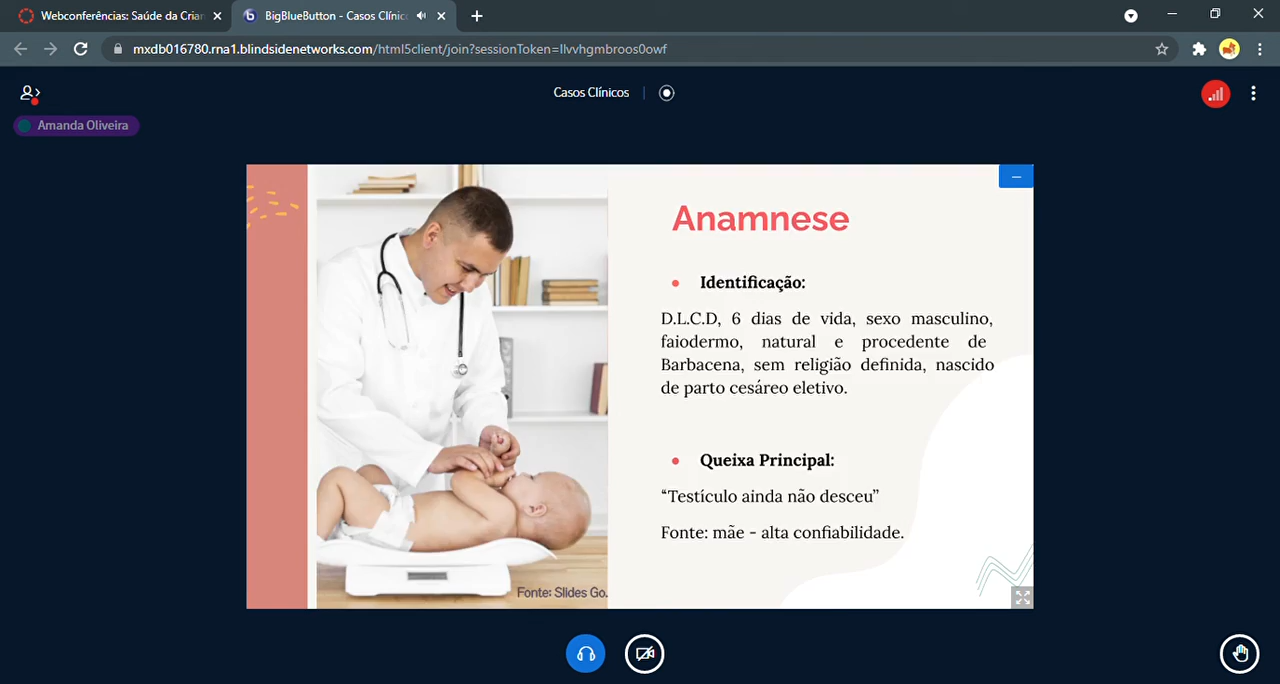 Webconferências: Saúde da Crian
BigBlueButton - Casos Clínic
mxdb016780.rna1.blindsidenetworks.com/html5client/join?sessionToken=llvvhgmbroos0owf
Casos Clínicos
Amanda Oliveira
Anamnese
Identificação:
D.L.C.D, 6 dias de vida, sexo masculino,
faiodermo, natural e procedente de
Barbacena, sem religião definida, nascido
de parto cesáreo eletivo.
Queixa Principal:
“Testículo ainda não desceu”
Fonte: mãe - alta confiabilidade.
Fonte: Slides Go.